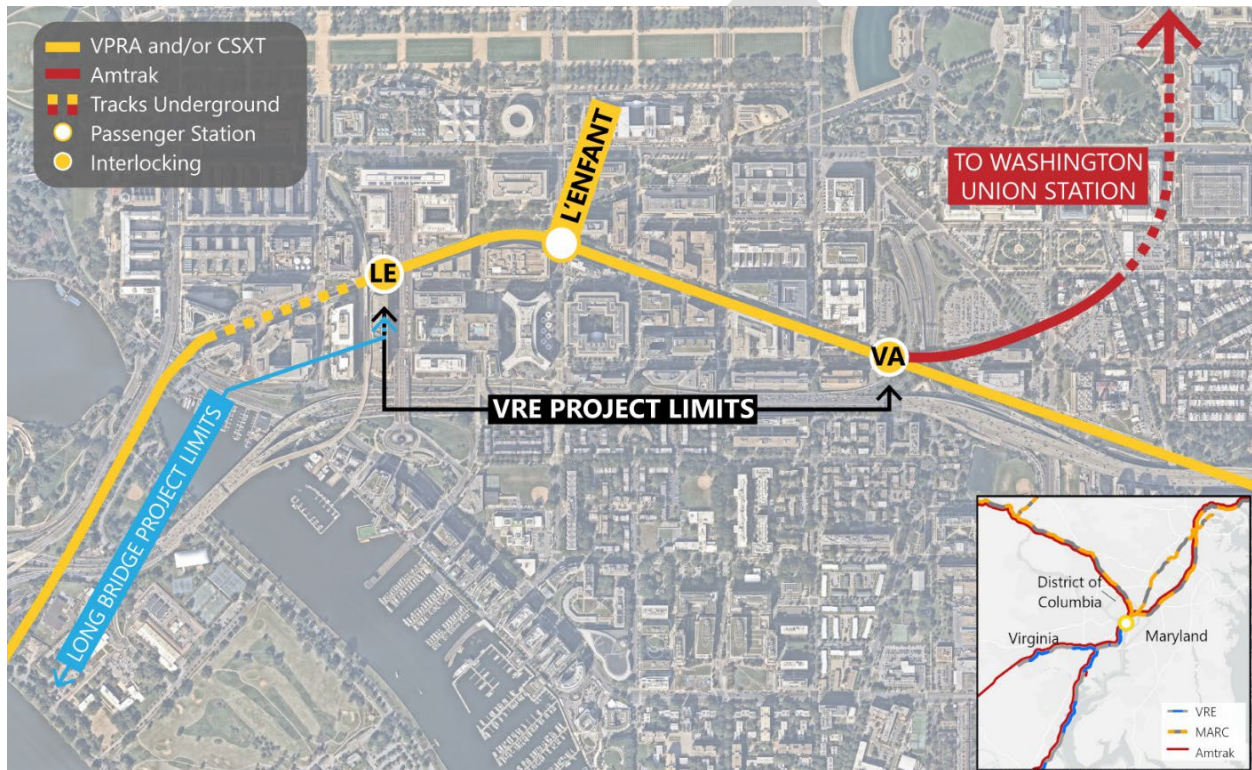 VPRA and/or CSXT
Amtrak
Tracks Underground
Passenger Station
Interlocking
L'ENFANT
TO WASHINGTON
UNION STATION
LE
VA
VRE PROJECT LIMITS
LONG BRIDGE PROJECT LIMITS
District of
Columbia
Virginia
Maryland
VRE
MARC
Amtrak